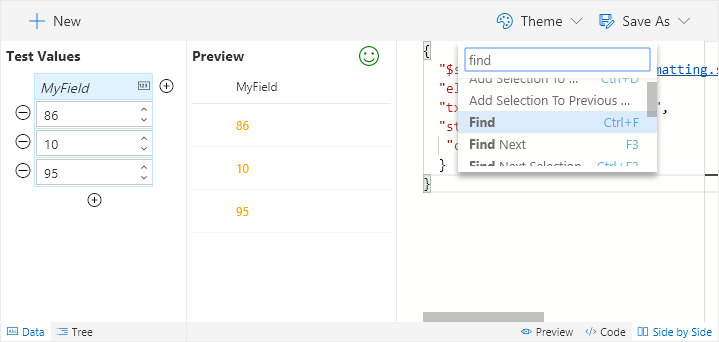 New
Theme
Save As
Test Values
MyField
123
86
10
95
Data
Tree
Preview
MyField
86
10
95
{
"$s
matting.s
"el
"tx
",
"st
"c
}
}
find
Add Selection To ... Ctrl+D
Add Selection To Previous ...
Find Ctrl+F
Find Next F3
Find Next Selection Ctrl+F3
Preview
</> Code
Side by Side